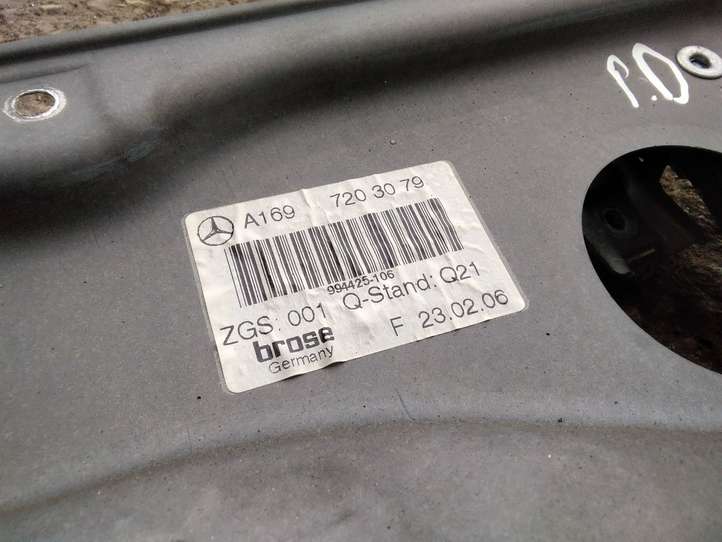 P.D
A169 720 30 79
994425-106
ZGS: 001 Q-Stand: Q21
brose F 23.02.06
Germany